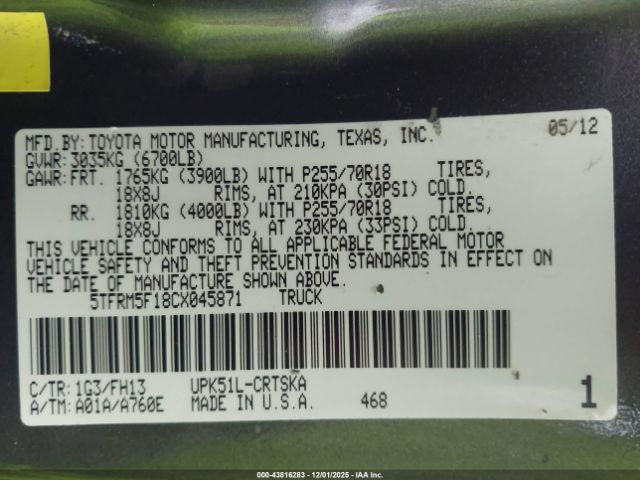 MFD.BY:TOYOTA MOTOR MANUFACTURING, TEXAS, INC. 05/12
GVWR:3035KG (6700LB)
GAWR:FRT. 1765KG (3900LB) WITH P255/70R18 TIRES,
18X8J RIMS, AT 210KPA (30PSI) COLD.
RR. 1810KG (4000LB) WITH P255/70R18 TIRES,
18X8J RIMS, AT 230KPA (33PSI) COLD.
THIS VEHICLE CONFORMS TO ALL APPLICABLE FEDERAL MOTOR
VEHICLE SAFETY AND THEFT PREVENTION STANDARDS IN EFFECT ON
THE DATE OF MANUFACTURE SHOWN ABOVE.
5TFRM5F18CX045871 TRUCK
C/TR:1G3/FH13 UPK51L-CRTSKA
A/TM:A01A/A760E MADE IN U.S.A. 468 1
000-43816283 - 12/01/2025 - IAA Inc.